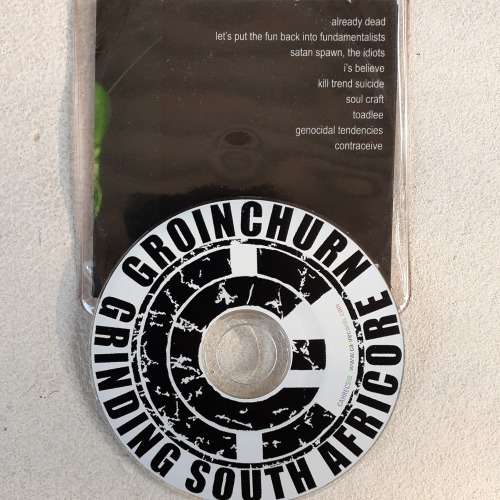 already dead
let's put the fun back into fundamentalists
satan spawn, the idiots
i's believe
kill trend suicide
soul craft
toadlee
genocidal tendencies
contraceive
GROINCHURN
GRINDING SOUTH AFRICORE